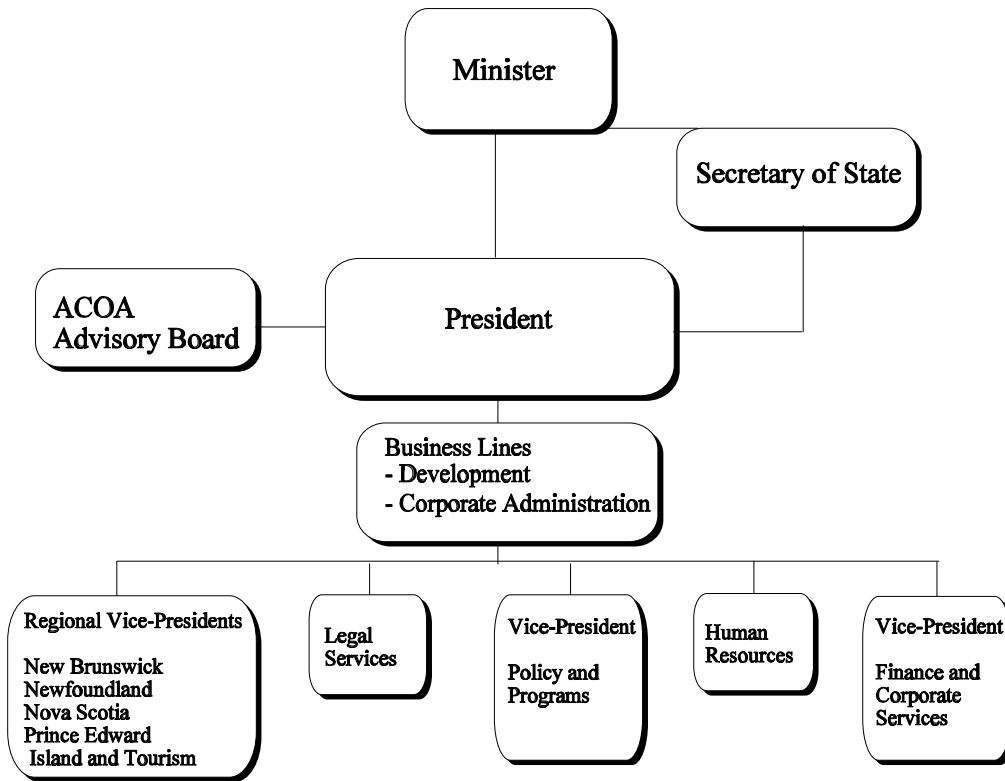 Minister
Secretary of State
ACOA
Advisory Board
President
Business Lines
- Development
- Corporate Administration
Regional Vice-Presidents
New Brunswick
Newfoundland
Nova Scotia
Prince Edward
Island and Tourism
Legal
Services
Vice-President
Policy and
Programs
Human
Resources
Vice-President
Finance and
Corporate
Services